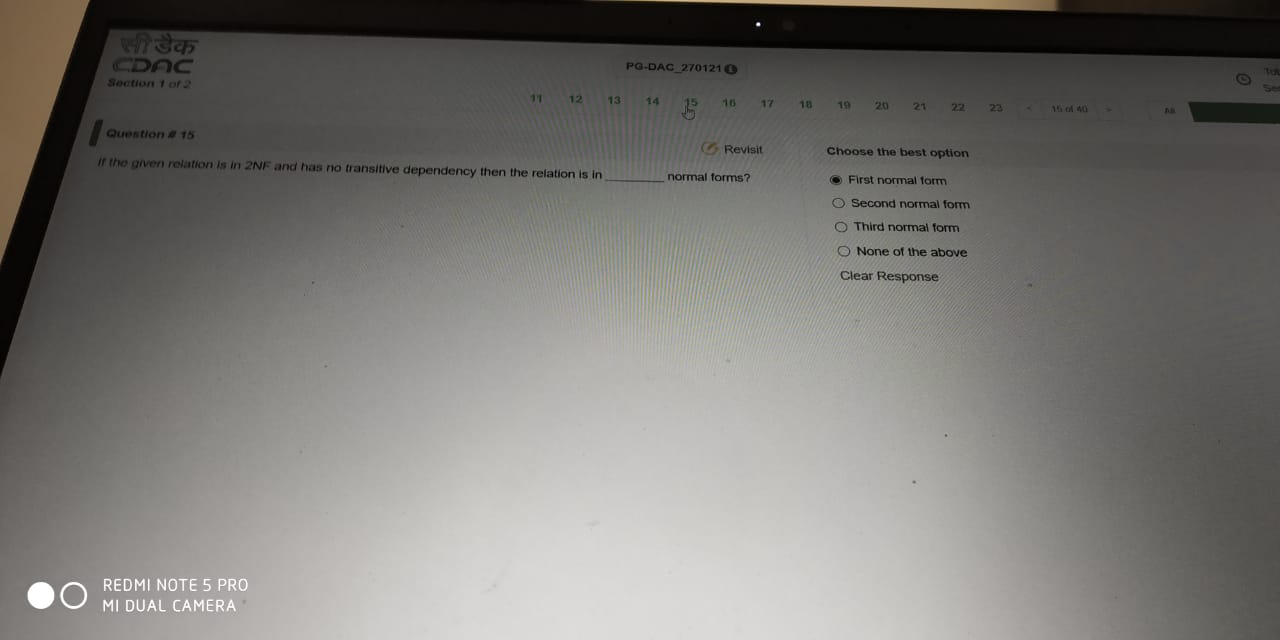 सी डैक
CDAC
Section 1 of 2
PG-DAC_270121
11 12 13 14 15 16 17 18 19 20 21 22 23 < 15 of 40 > All
Question # 15
Revisit
If the given relation is in 2NF and has no transitive dependency then the relation is in ________ normal forms?
Choose the best option
First normal form
Second normal form
Third normal form
None of the above
Clear Response
REDMI NOTE 5 PRO
MI DUAL CAMERA